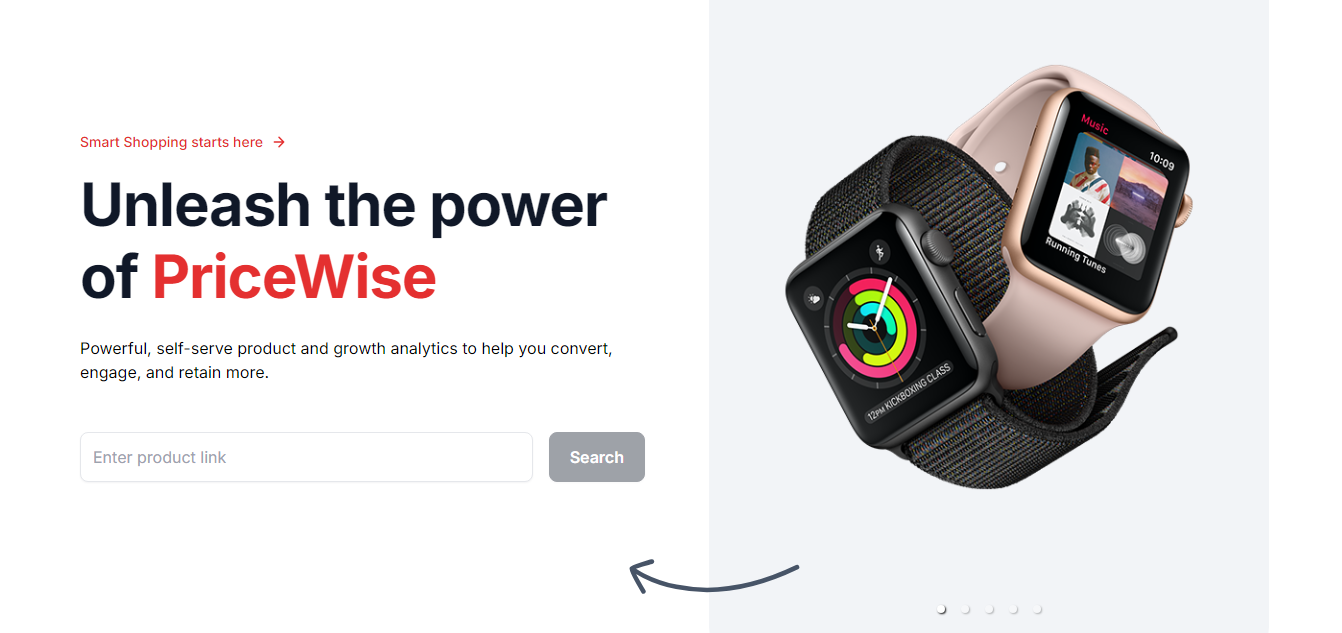 Smart Shopping starts here
Unleash the power
of PriceWise
Powerful, self-serve product and growth analytics to help you convert,
engage, and retain more.
Enter product link
Search
Music
10:09
Running Tunes
12PM KICKBOXING CLASS